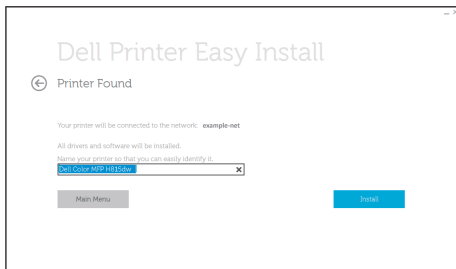 Dell Printer Easy Install
Printer Found
Your printer will be connected to the network: example-net
All drivers and software will be installed.
Name your printer so that you can easily identify it.
Dell Color MFP H815dw
Main Menu
Install